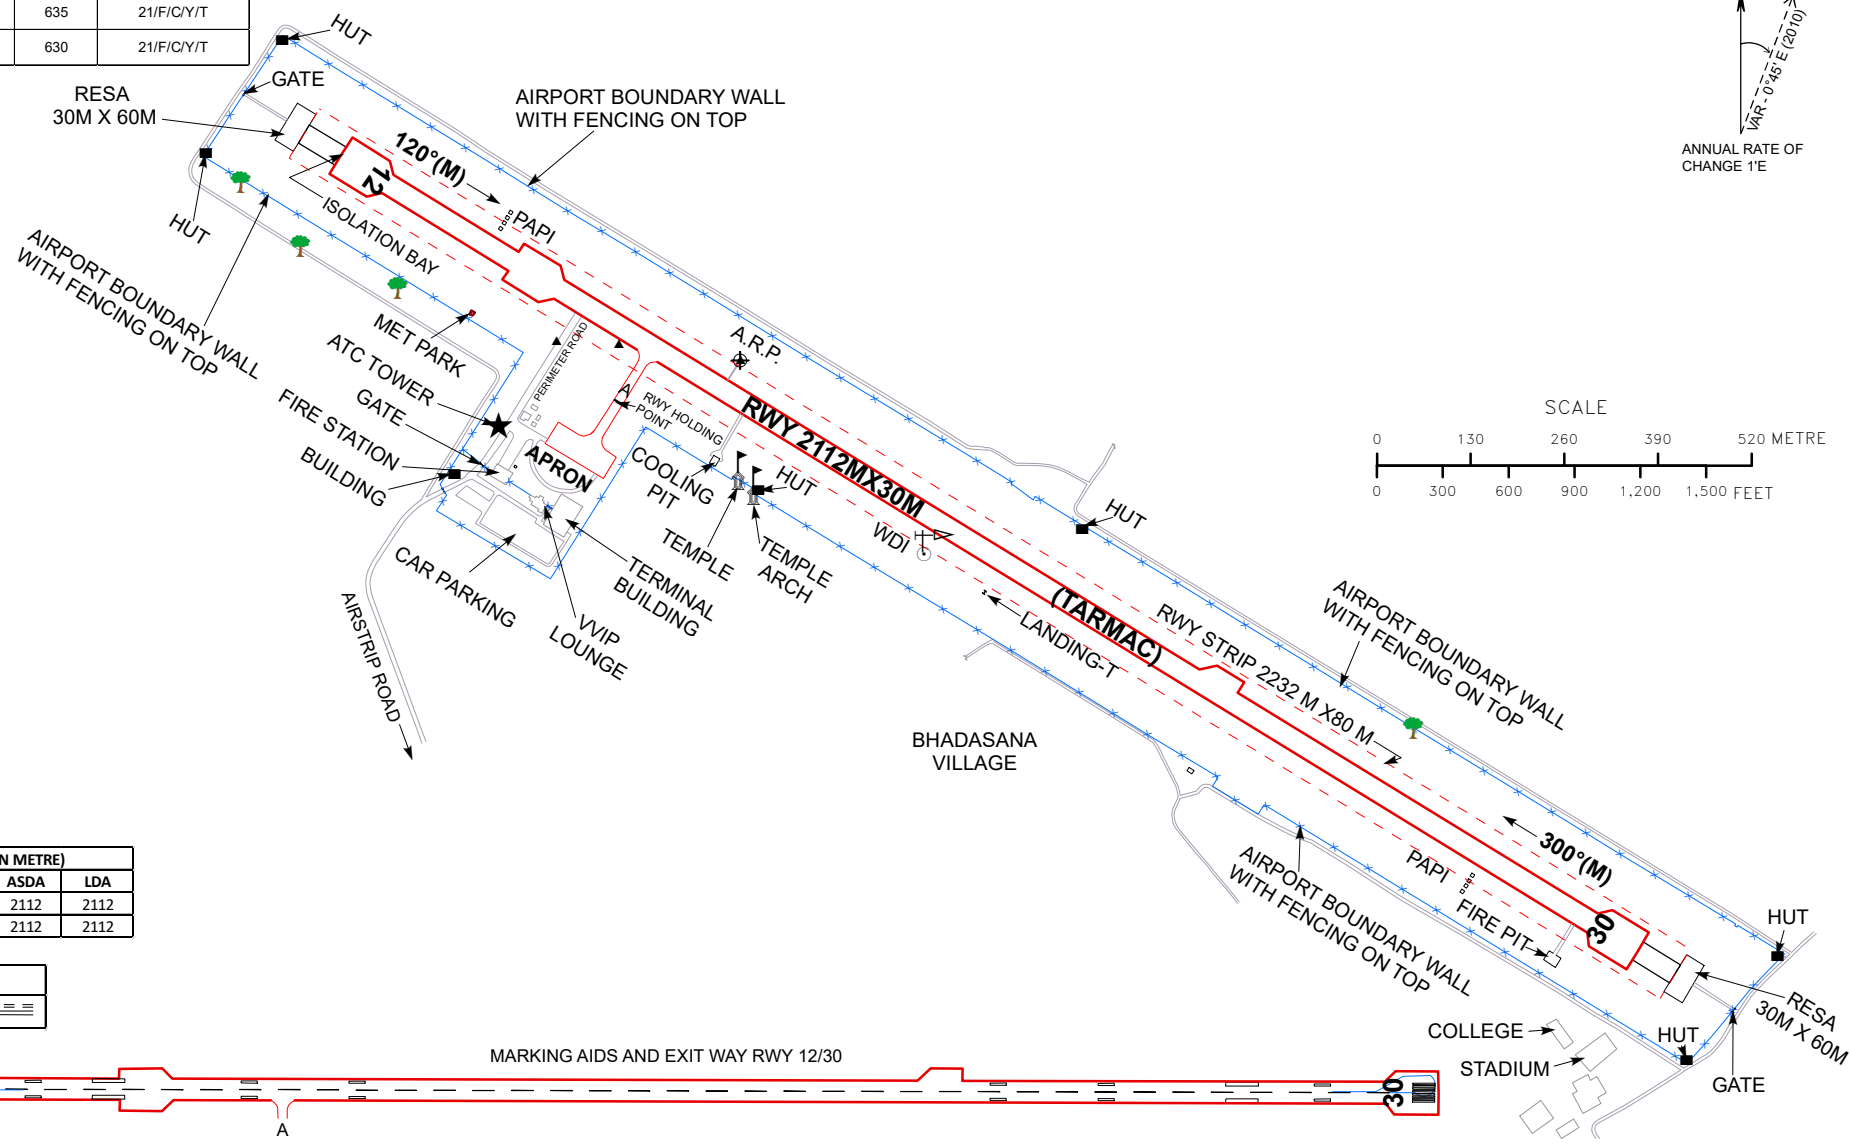 635 21/F/C/Y/T
630 21/F/C/Y/T
HUT
GATE
RESA
30M X 60M
AIRPORT BOUNDARY WALL
WITH FENCING ON TOP
VAR - 0°45' E (2010)
ANNUAL RATE OF
CHANGE 1'E
120°(M)
12
PAPI
ISOLATION BAY
HUT
AIRPORT BOUNDARY WALL
WITH FENCING ON TOP
MET PARK
ATC TOWER
GATE
FIRE STATION
BUILDING
PERIMETER ROAD
A
RWY HOLDING
POINT
A.R.P.
RWY 2112MX30M
(TARMAC)
APRON
COOLING
PIT
HUT
TEMPLE
TEMPLE
ARCH
WDI
LANDING-T
CAR PARKING
TERMINAL
BUILDING
VVIP
LOUNGE
AIRSTRIP ROAD
SCALE
0 130 260 390 520 METRE
0 300 600 900 1,200 1,500 FEET
HUT
AIRPORT BOUNDARY WALL
WITH FENCING ON TOP
RWY STRIP 2232 M X80 M
BHADASANA
VILLAGE
300°(M)
PAPI
FIRE PIT
30
AIRPORT BOUNDARY WALL
WITH FENCING ON TOP
HUT
RESA
30M X 60M
COLLEGE
HUT
STADIUM
GATE
N METRE)
ASDA LDA
2112 2112
2112 2112
MARKING AIDS AND EXIT WAY RWY 12/30
30
A